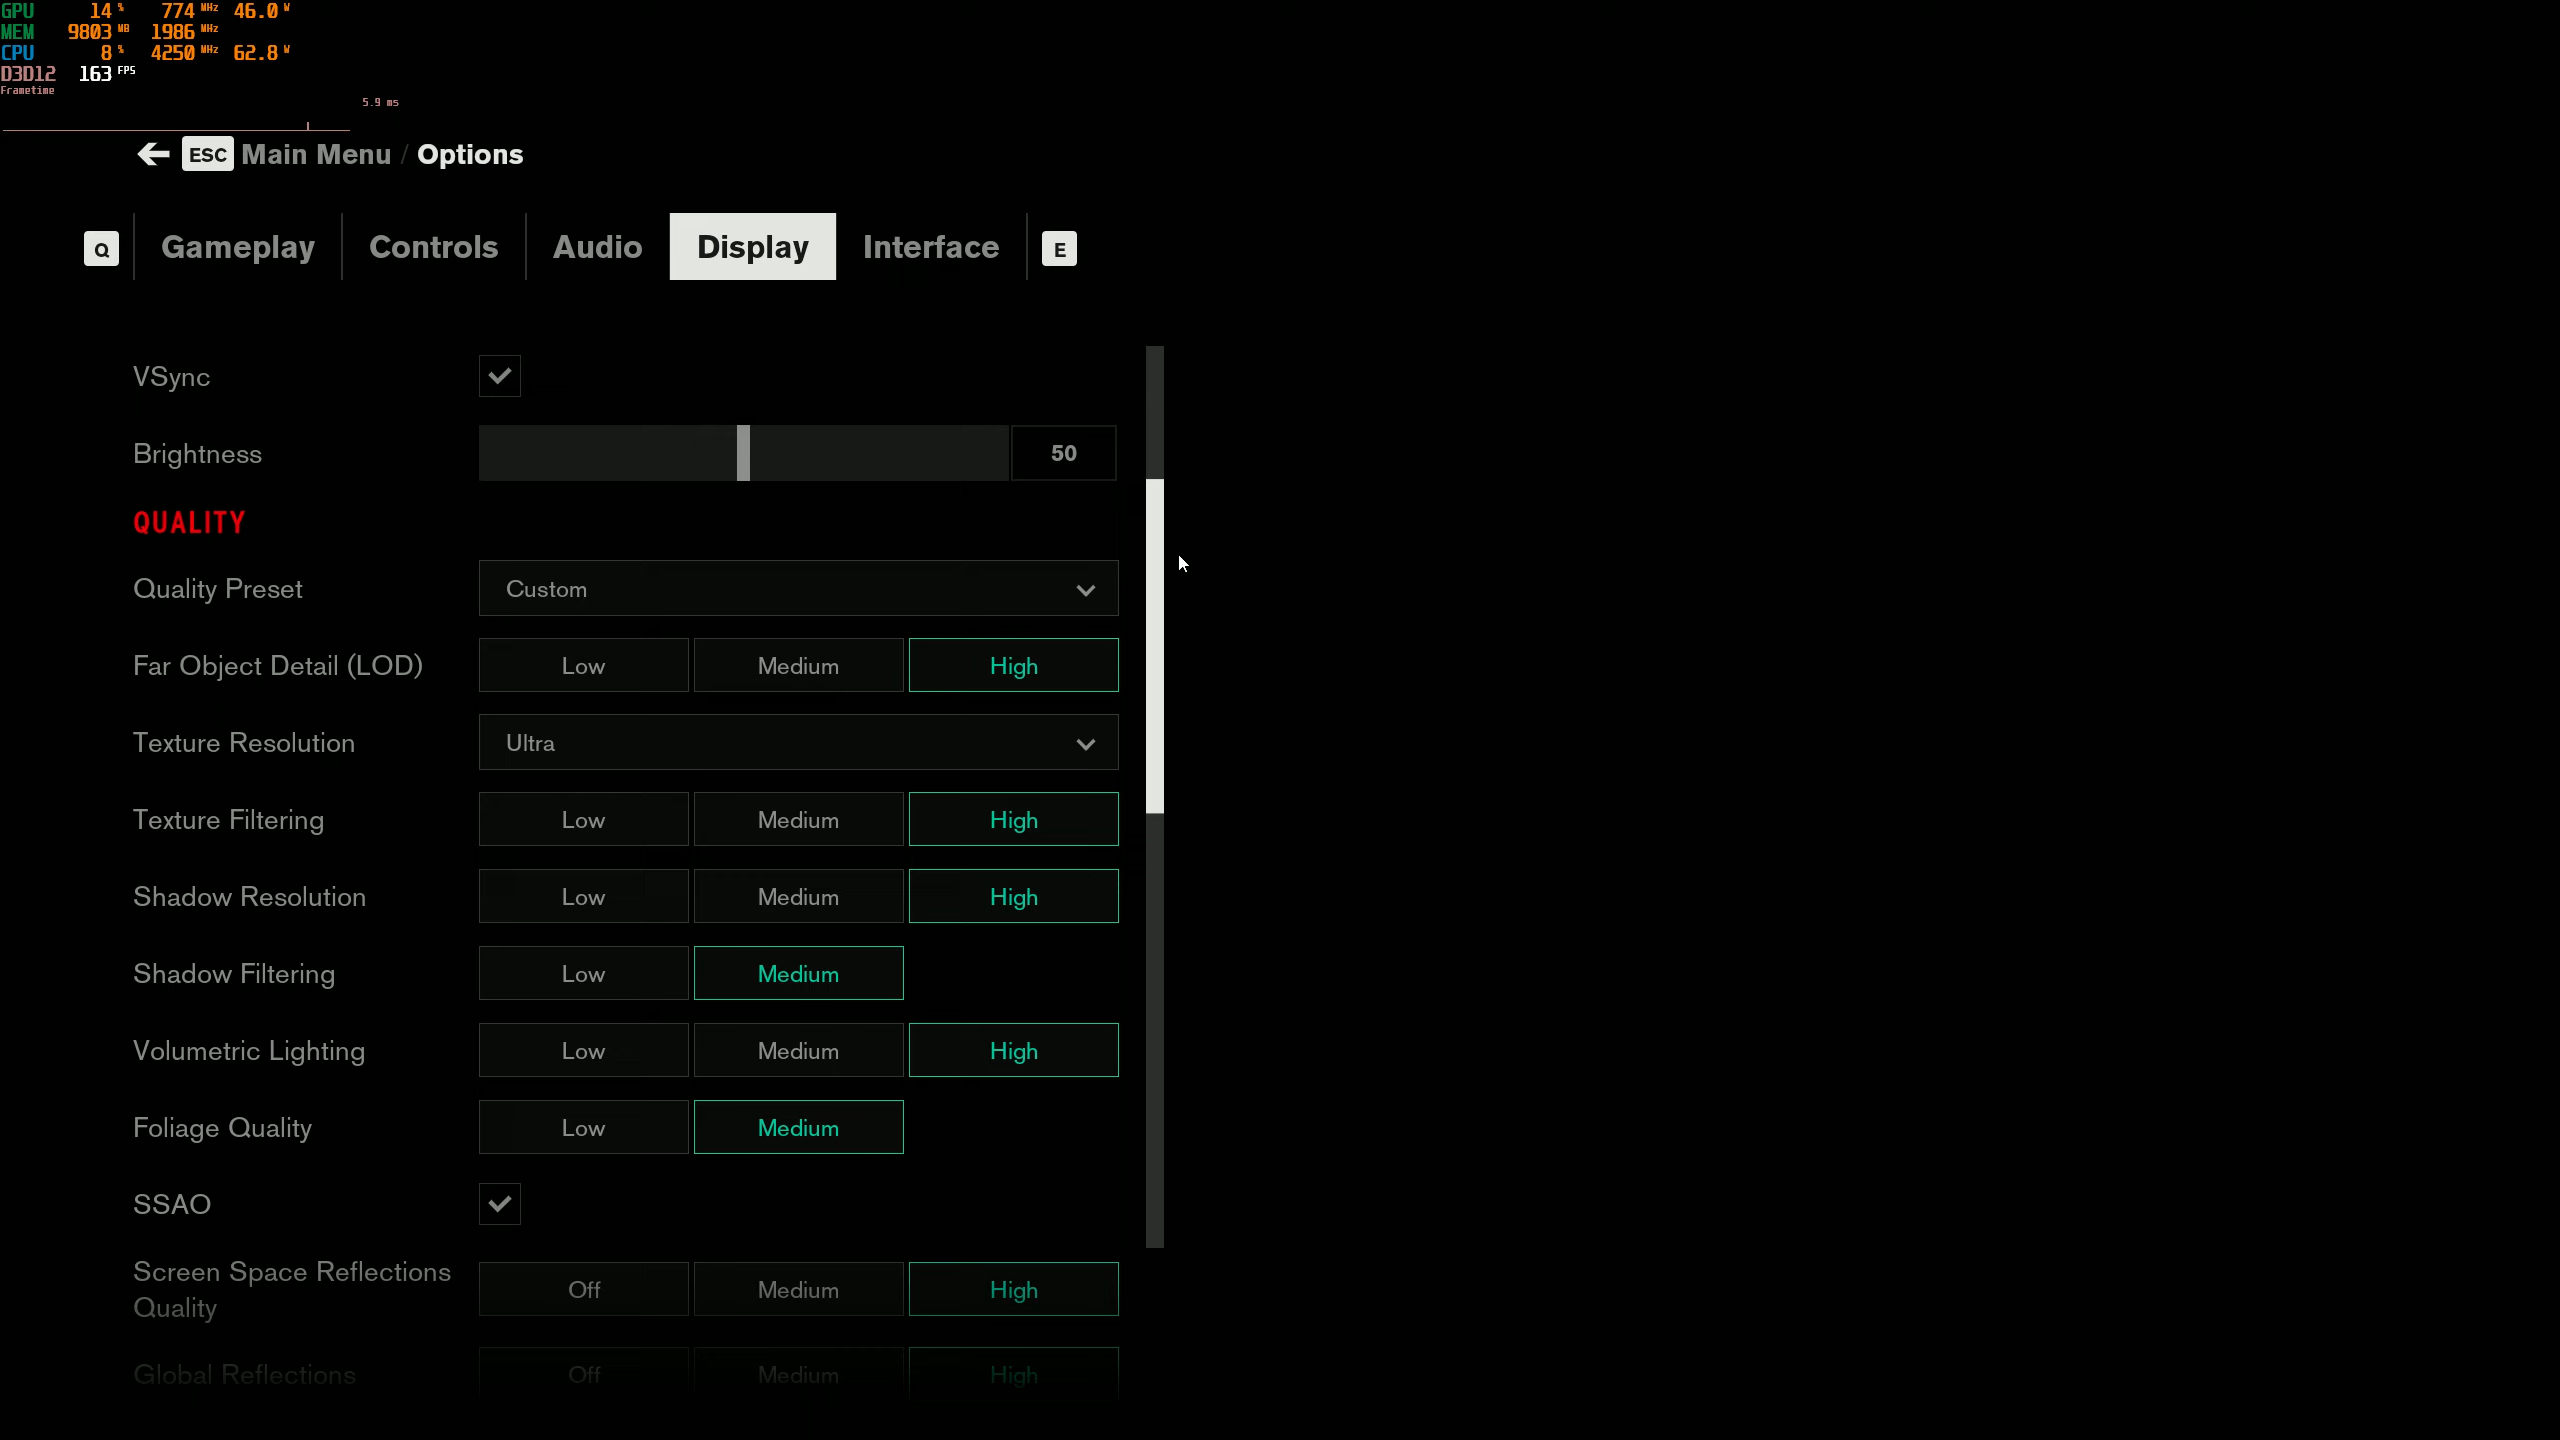 GPU 14 % 774 MHz 46.0 W
MEM 9803 MB 1986 MHz
CPU 8 % 4250 MHz 62.8 W
D3D12 163 FPS
Frametime
5.9 ms
ESC Main Menu / Options
Q Gameplay Controls Audio Display Interface E
VSync
Brightness 50
QUALITY
Quality Preset Custom
Far Object Detail (LOD) Low Medium High
Texture Resolution Ultra
Texture Filtering Low Medium High
Shadow Resolution Low Medium High
Shadow Filtering Low Medium
Volumetric Lighting Low Medium High
Foliage Quality Low Medium
SSAO
Screen Space Reflections
Quality Off Medium High
Global Reflections Off Medium High